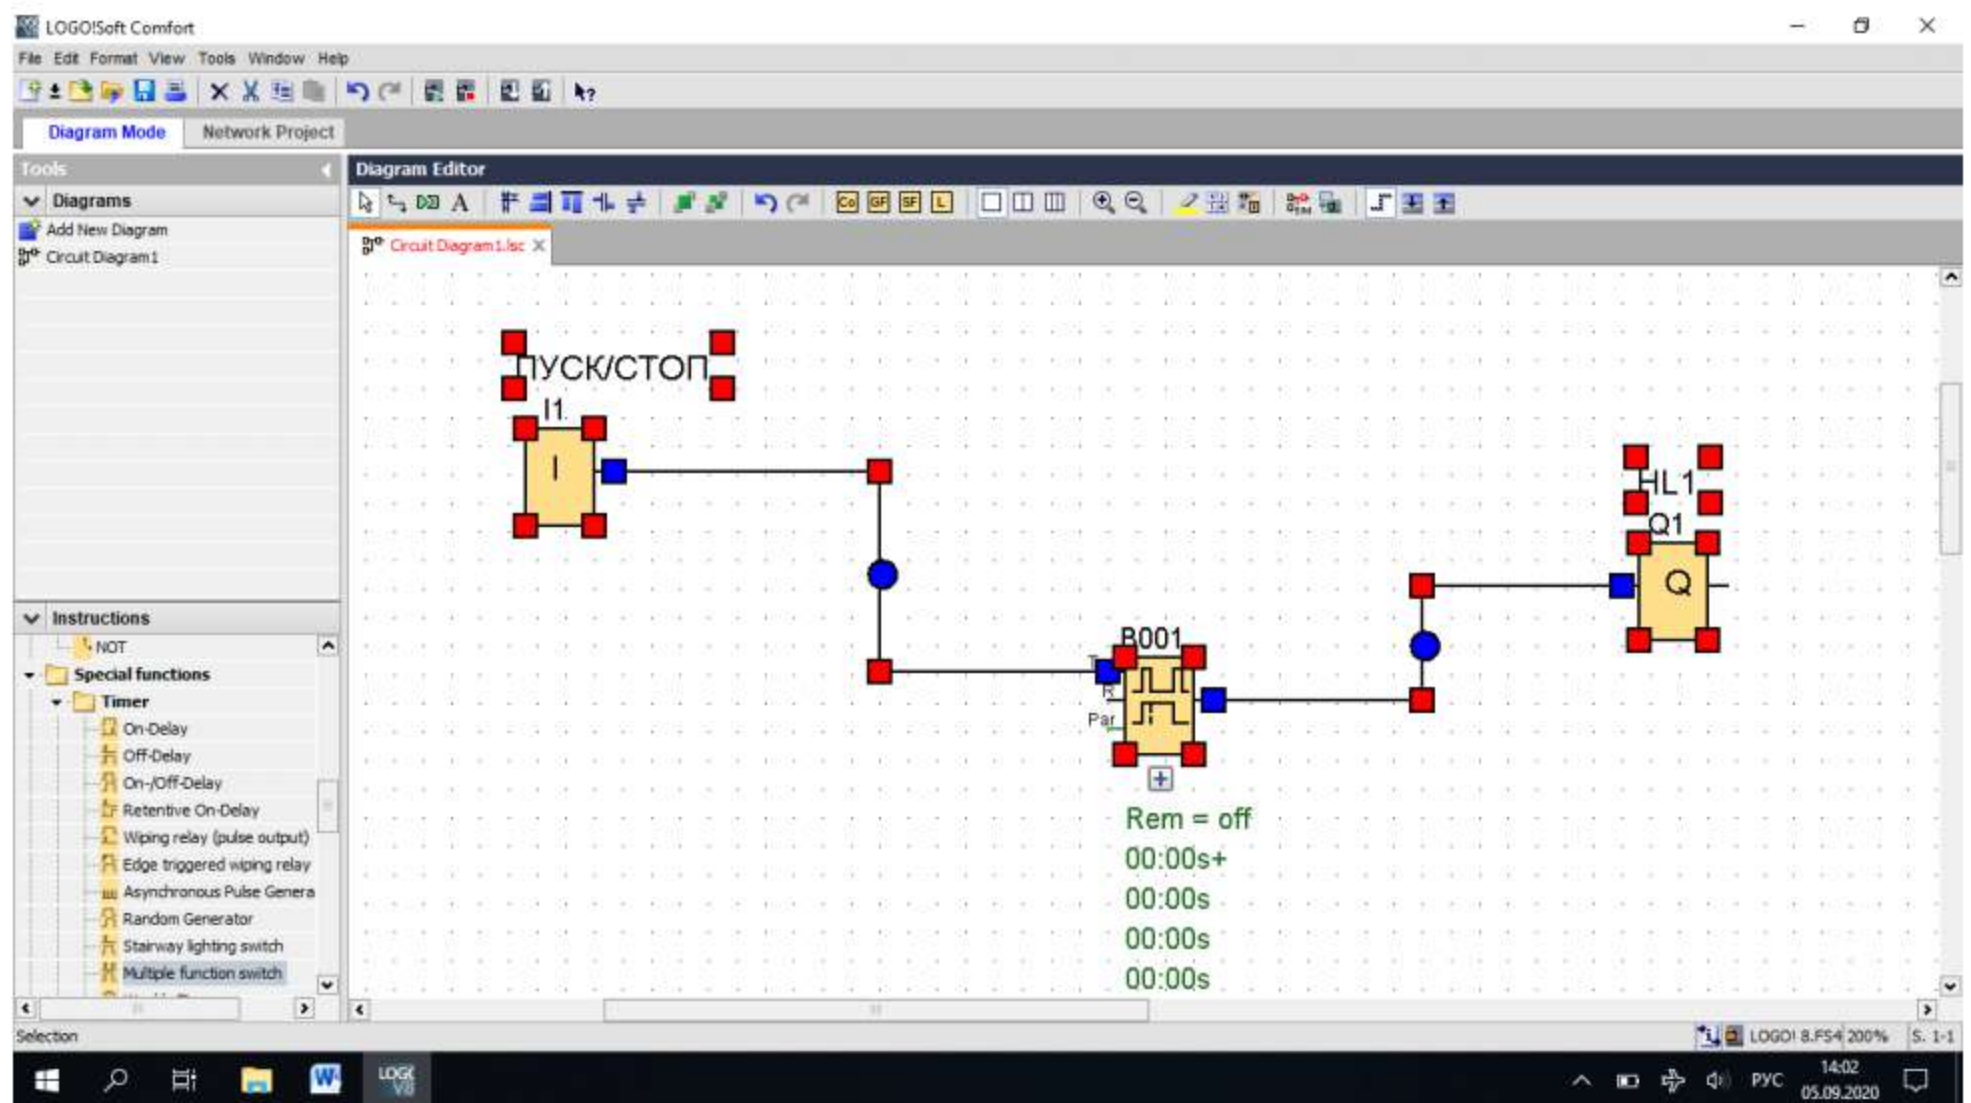 LOGO!Soft Comfort
File Edit Format View Tools Window Help
Diagram Mode Network Project
Tools
Diagram Editor
Diagrams
Add New Diagram
Circuit Diagram1
A
Co GF SF L
Circuit Diagram1.lsc
ПУСК/СТОП
I1
I
HL1
Q1
Q
B001
R
Par
Rem = off
00:00s+
00:00s
00:00s
00:00s
Instructions
NOT
Special functions
Timer
On-Delay
Off-Delay
On-/Off-Delay
Retentive On-Delay
Wiping relay (pulse output)
Edge triggered wiping relay
Asynchronous Pulse Genera
Random Generator
Stairway lighting switch
Multiple function switch
Selection
LOGO! 8.FS4 200% S. 1-1
РУС
14:02
05.09.2020